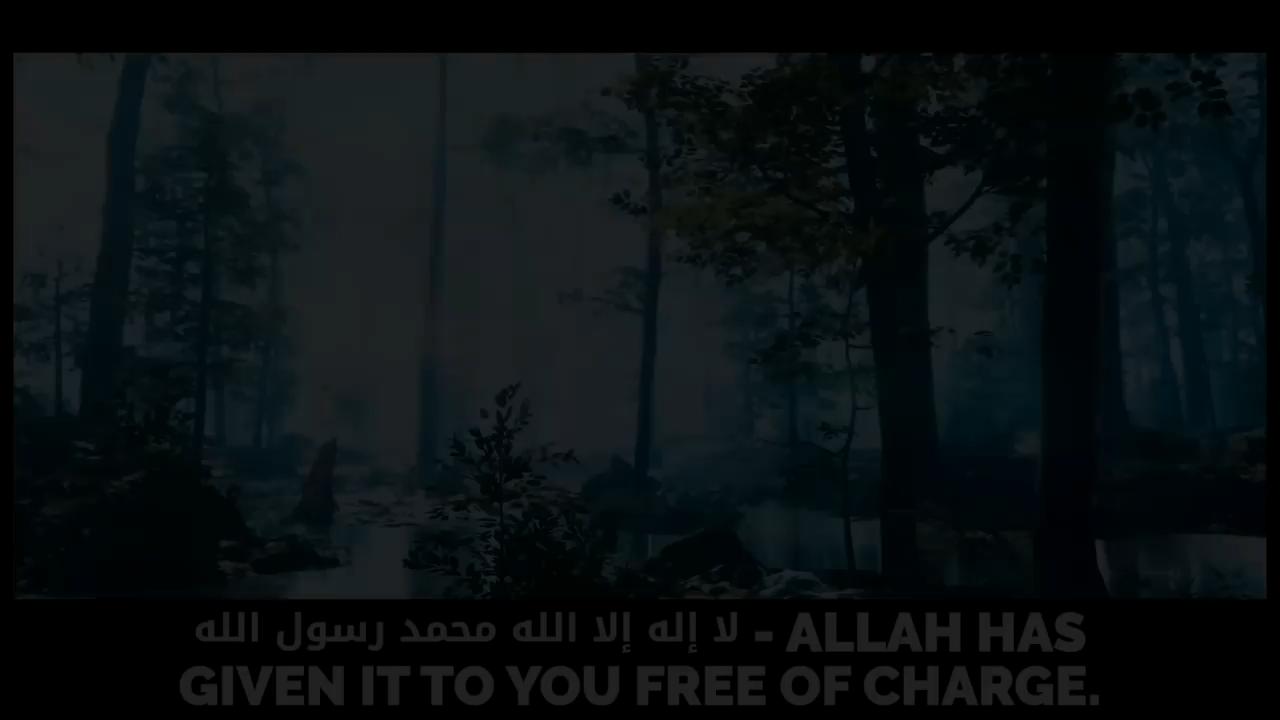 لا إله إلا الله محمد رسول الله - ALLAH HAS
GIVEN IT TO YOU FREE OF CHARGE.